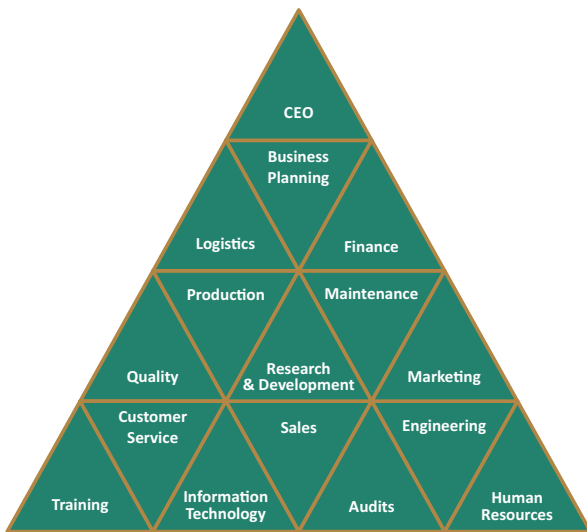 CEO
Business
Planning
Logistics
Finance
Production
Maintenance
Quality
Research
& Development
Marketing
Customer
Service
Sales
Engineering
Training
Information
Technology
Audits
Human
Resources